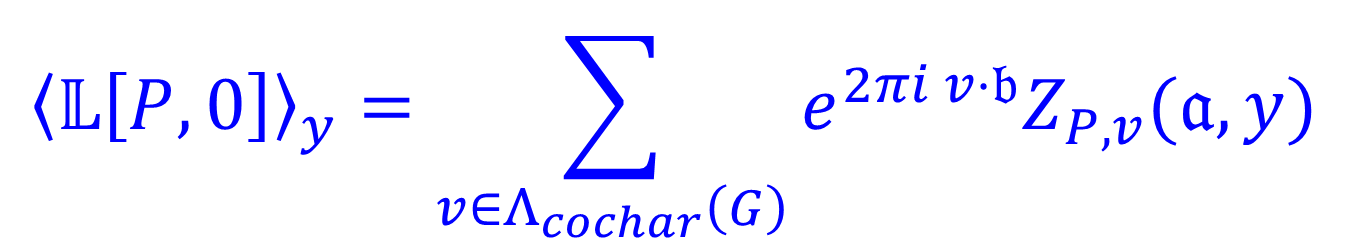 ⟨𝕃[P, 0]⟩_y = ∑_{v∈Λ_{cochar}(G)} e^{2πi v·𝔟} Z_{P,v}(𝔞, y)